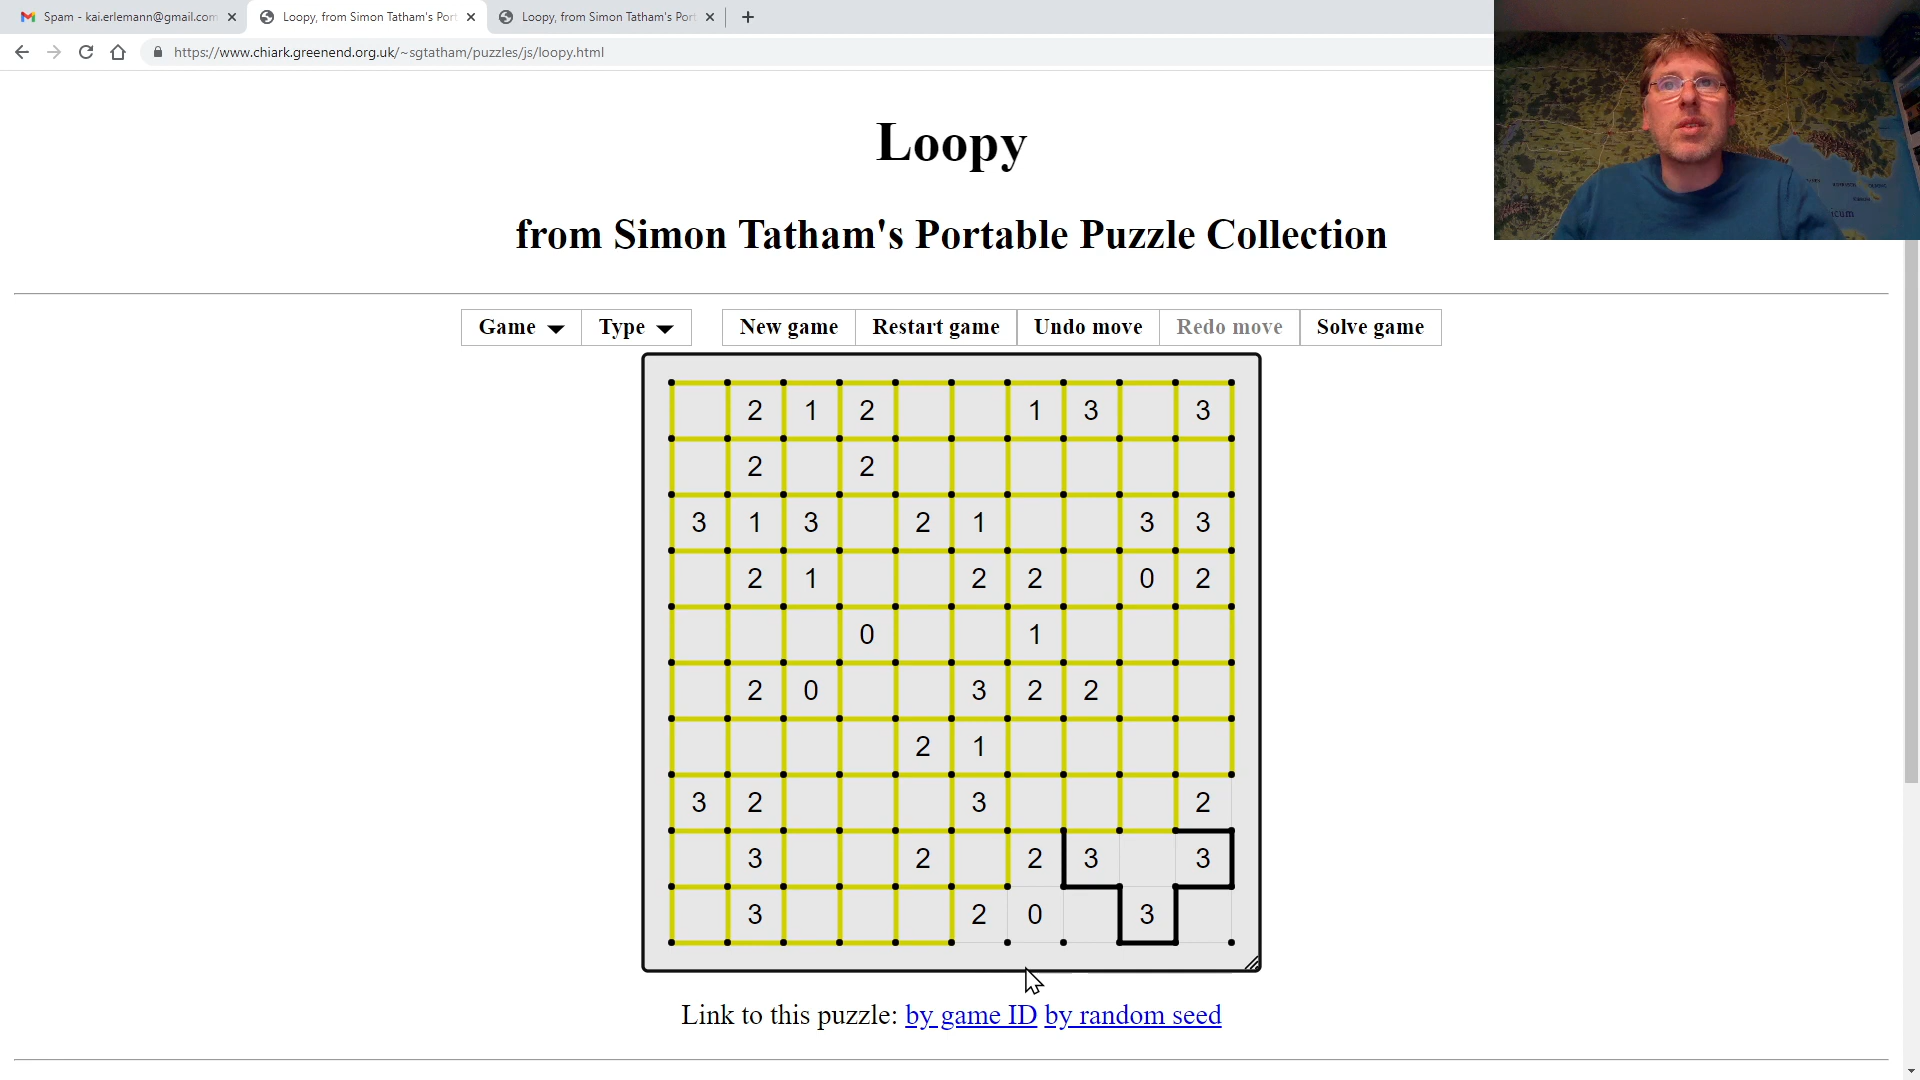 Spam - kai.erlemann@gmail.com
Loopy, from Simon Tatham's Port
Loopy, from Simon Tatham's Port
https://www.chiark.greenend.org.uk/~sgtatham/puzzles/js/loopy.html
Loopy
from Simon Tatham's Portable Puzzle Collection
Game Type New game Restart game Undo move Redo move Solve game
2 1 2 1 3 3
2 2
3 1 3 2 1 3 3
2 1 2 2 0 2
0 1
2 0 3 2 2
2 1
3 2 3 2
3 2 2 3 3
3 2 0 3
Link to this puzzle: by game ID by random seed